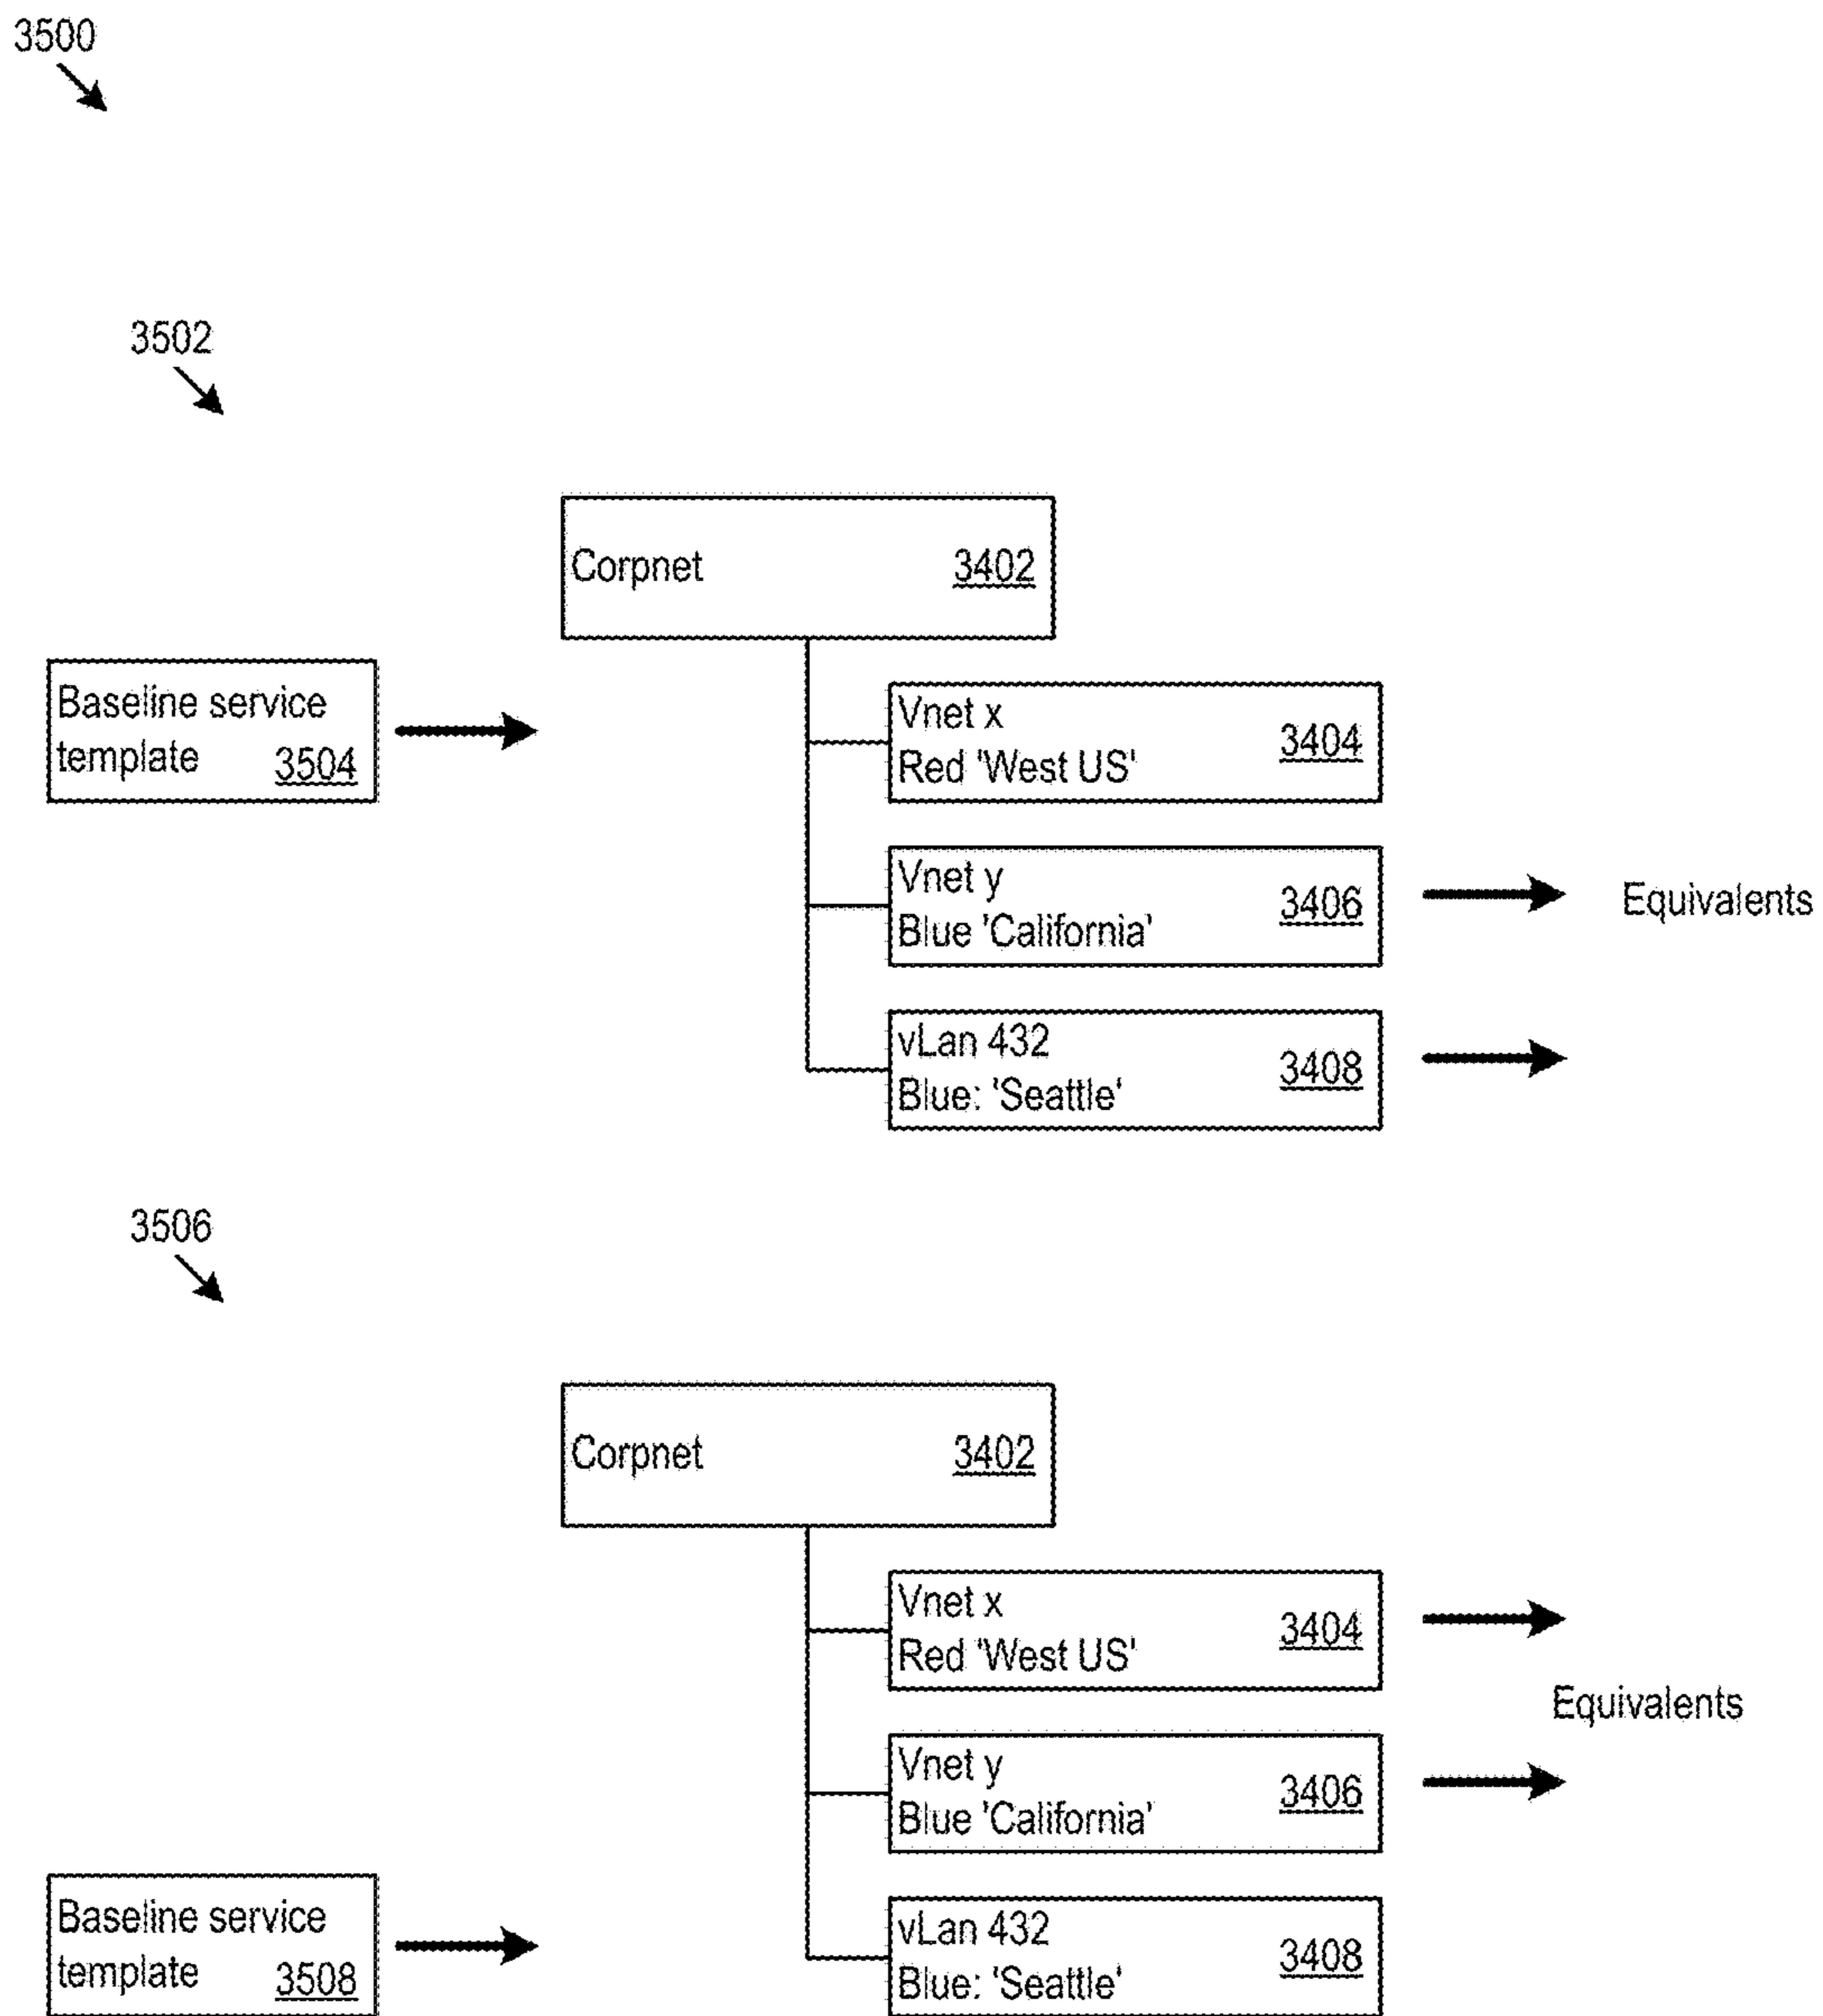 3500
3502
Corpnet 3402
Baseline service
template 3504
Vnet x
Red 'West US' 3404
Vnet y
Blue 'California' 3406
Equivalents
vLan 432
Blue: 'Seattle' 3408
3506
Corpnet 3402
Vnet x
Red 'West US' 3404
Equivalents
Vnet y
Blue 'California' 3406
Baseline service
template 3508
vLan 432
Blue: 'Seattle' 3408